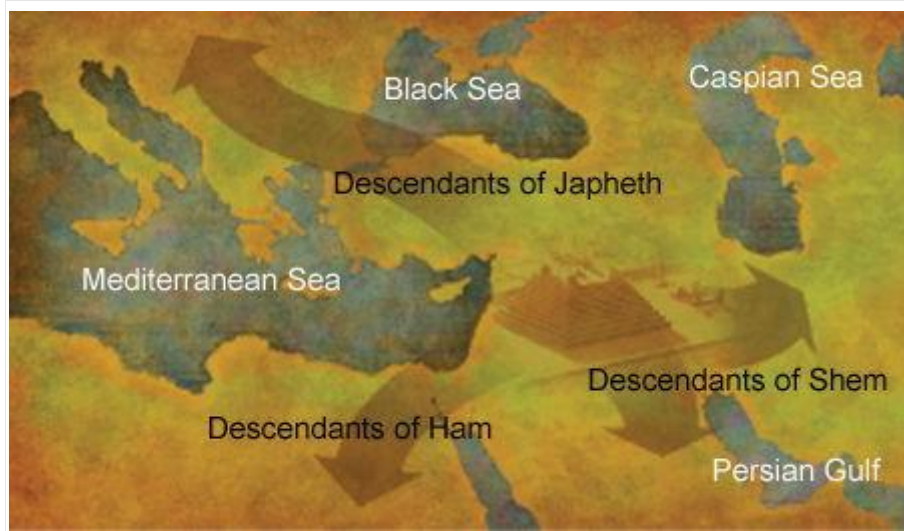 Black Sea
Caspian Sea
Descendants of Japheth
Mediterranean Sea
Descendants of Shem
Descendants of Ham
Persian Gulf